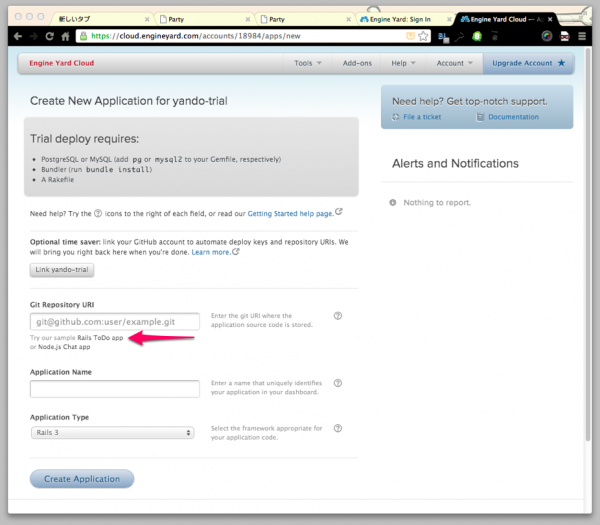 新しいタブ
Party
Party
Engine Yard: Sign In
Engine Yard Cloud — A
https://cloud.engineyard.com/accounts/18984/apps/new
Engine Yard Cloud
Tools
Add-ons
Help
Account
Upgrade Account
Create New Application for yando-trial
Need help? Get top-notch support.
File a ticket
Documentation
Trial deploy requires:
• PostgreSQL or MySQL (add pg or mysql2 to your Gemfile, respectively)
• Bundler (run bundle install)
• A Rakefile
Alerts and Notifications
Nothing to report.
Need help? Try the ? icons to the right of each field, or read our Getting Started help page.
Optional time saver: link your GitHub account to automate deploy keys and repository URIs. We
will bring you right back here when you're done. Learn more.
Link yando-trial
Git Repository URI
git@github.com:user/example.git
Enter the git URI where the
application source code is stored.
Try our sample Rails ToDo app
or Node.js Chat app
Application Name
Enter a name that uniquely identifies
your application in your dashboard.
Application Type
Rails 3
Select the framework appropriate for
your application code.
Create Application